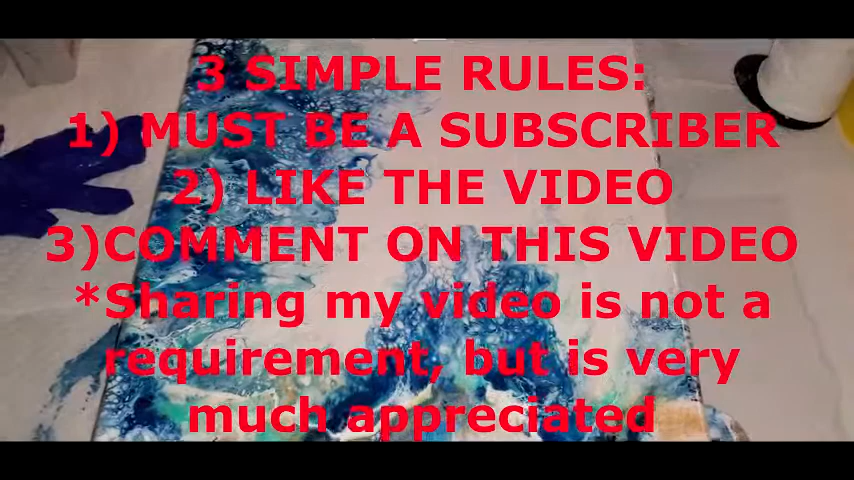 3 SIMPLE RULES:
1) MUST BE A SUBSCRIBER
2) LIKE THE VIDEO
3)COMMENT ON THIS VIDEO
*Sharing my video is not a
requirement, but is very
much appreciated